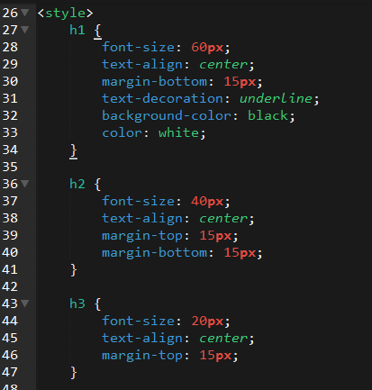 26 <style>
27 h1 {
28 font-size: 60px;
29 text-align: center;
30 margin-bottom: 15px;
31 text-decoration: underline;
32 background-color: black;
33 color: white;
34 }
35
36 h2 {
37 font-size: 40px;
38 text-align: center;
39 margin-top: 15px;
40 margin-bottom: 15px;
41 }
42
43 h3 {
44 font-size: 20px;
45 text-align: center;
46 margin-top: 15px;
47 }
48